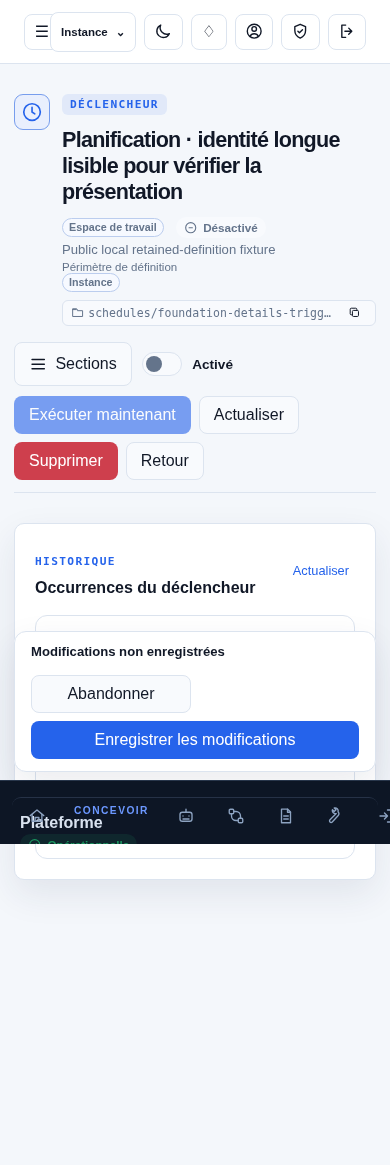 Instance
DÉCLENCHEUR
Planification · identité longue
lisible pour vérifier la
présentation
Espace de travail
Désactivé
Public local retained-definition fixture
Périmètre de définition
Instance
schedules/foundation-details-trigg…
Sections
Activé
Exécuter maintenant
Actualiser
Supprimer
Retour
HISTORIQUE
Occurrences du déclencheur
Actualiser
Modifications non enregistrées
Abandonner
Enregistrer les modifications
CONCEVOIR
Plateforme
Opérationnelle